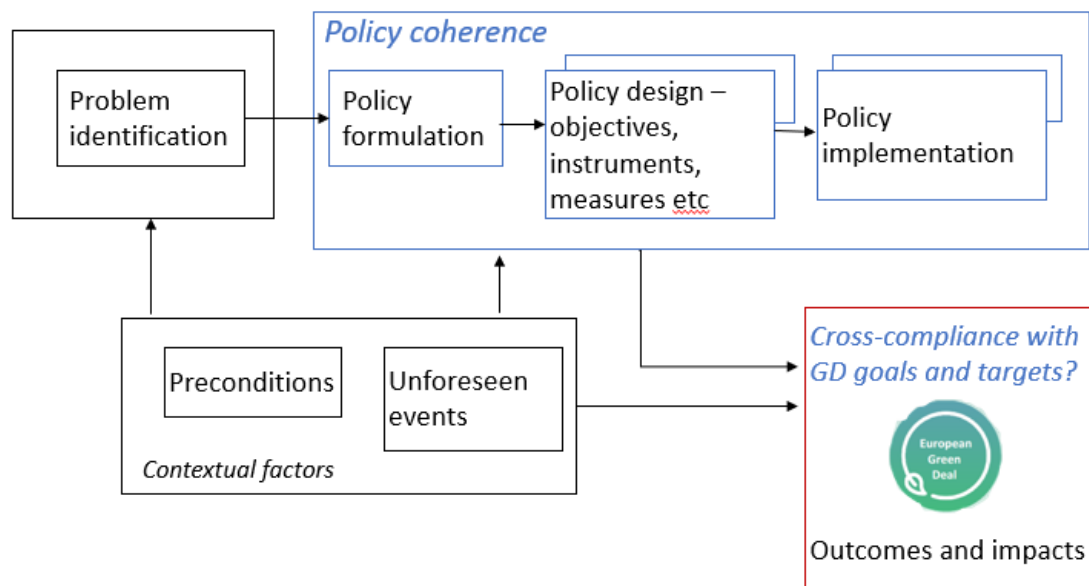 Policy coherence
Problem
identification
Policy
formulation
Policy design –
objectives,
instruments,
measures etc
Policy
implementation
Preconditions
Unforeseen
events
Contextual factors
Cross-compliance with
GD goals and targets?
European
Green
Deal
Outcomes and impacts